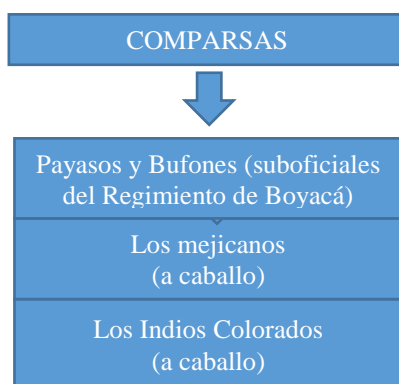 COMPARSAS
Payasos y Bufones (suboficiales
del Regimiento de Boyacá)
Los mejicanos
(a caballo)
Los Indios Colorados
(a caballo)